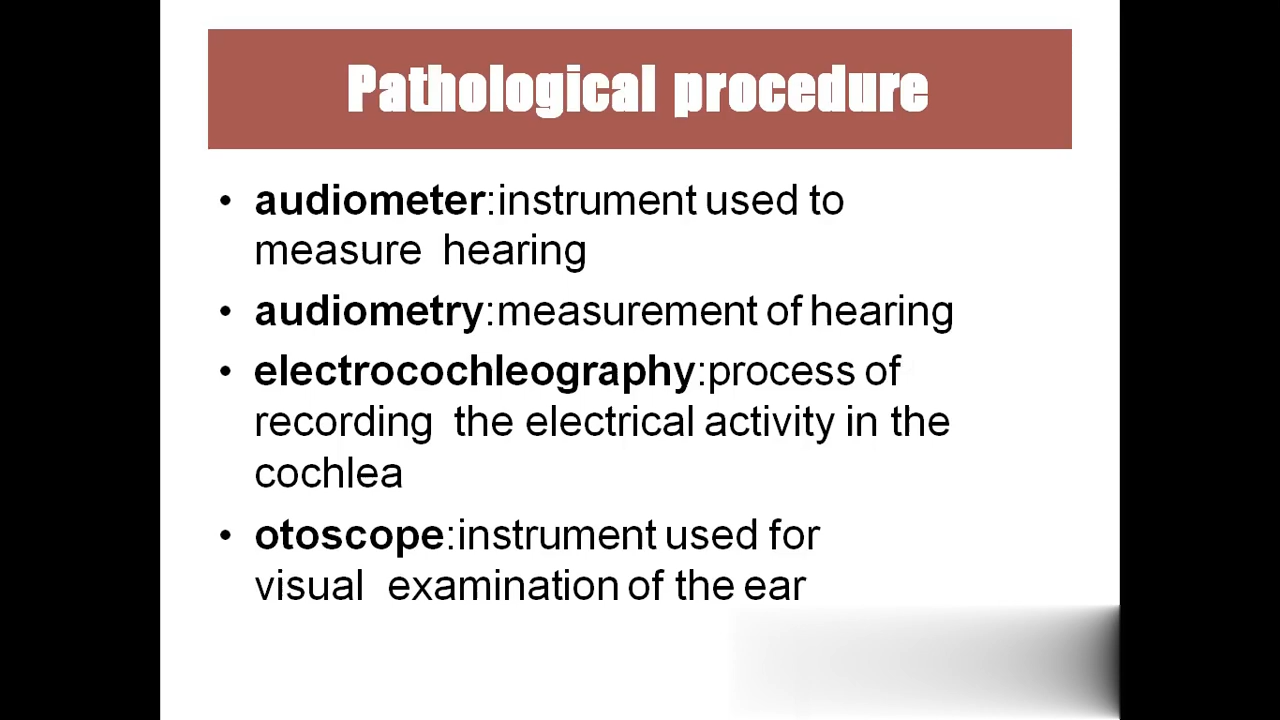 Pathological procedure
• audiometer:instrument used to
measure hearing
• audiometry:measurement of hearing
• electrocochleography:process of
recording the electrical activity in the
cochlea
• otoscope:instrument used for
visual examination of the ear